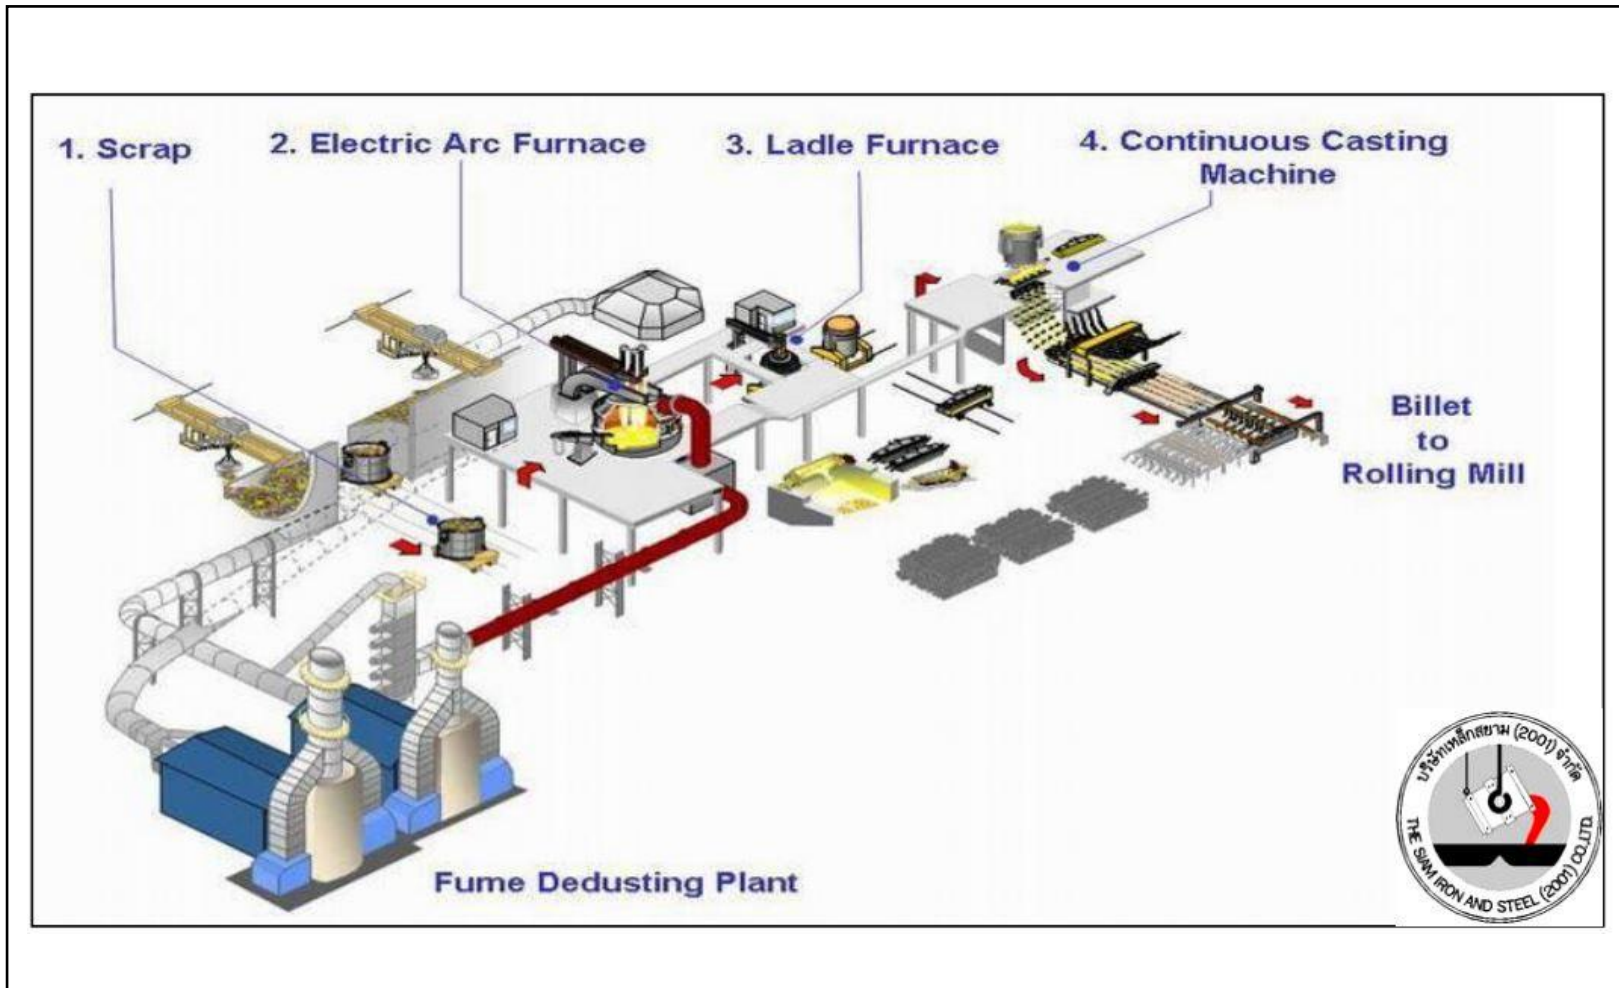 1. Scrap
2. Electric Arc Furnace
3. Ladle Furnace
4. Continuous Casting
Machine
Billet
to
Rolling Mill
Fume Dedusting Plant
บริษัทเหล็กสยาม (2001) จำกัด
THE SIAM IRON AND STEEL (2001) CO.,LTD.